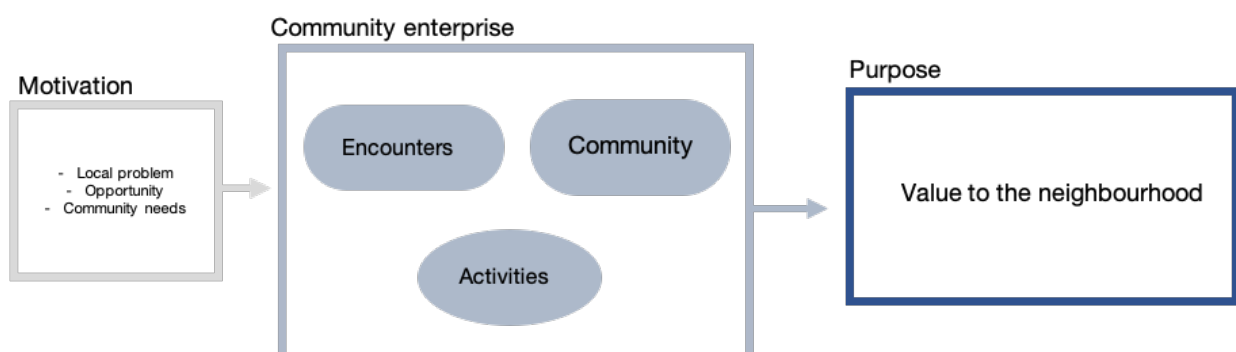 Community enterprise
Motivation
Purpose
- Local problem
- Opportunity
- Community needs
Encounters
Community
Activities
Value to the neighbourhood